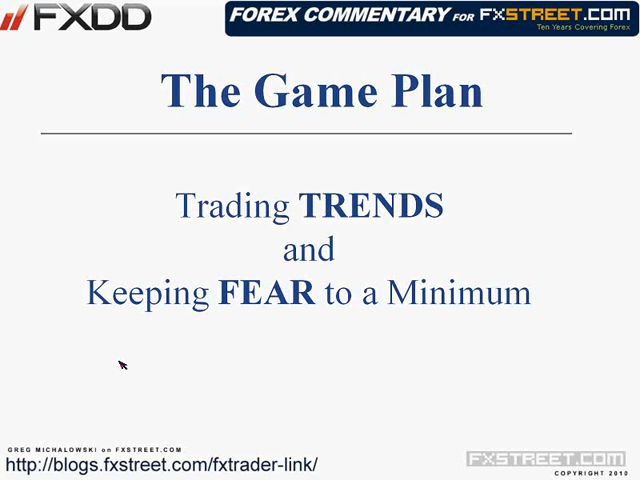 FXDD
FOREX COMMENTARY FOR FXSTREET.COM
Ten Years Covering Forex
The Game Plan
Trading TRENDS
and
Keeping FEAR to a Minimum
GREG MICHALOWSKI on FXSTREET.COM
http://blogs.fxstreet.com/fxtrader-link/
FXSTREET.COM
COPYRIGHT 2010